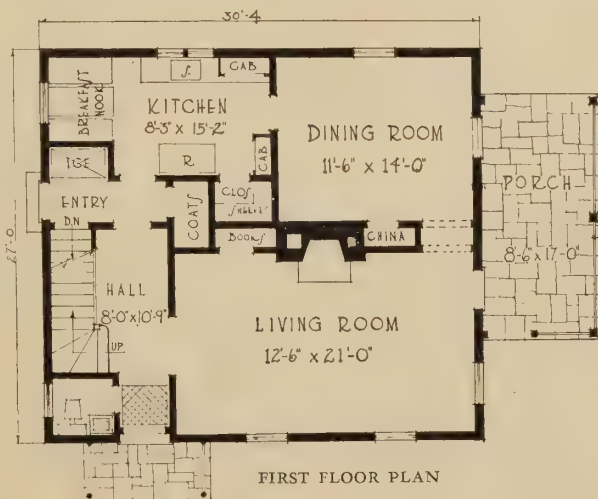 30'-4
BREAKFAST
NOOK
S.
CAB
KITCHEN
8'-3" x 15'-2"
DINING ROOM
11'-6" x 14'-0"
PORCH
8'-6" x 17'-0"
ICE
R.
CAB
ENTRY
DN
COATS
CLOS
SHELVES
BOOKS
CHINA
27'-0
HALL
8'-0" x 10'-9"
UP
LIVING ROOM
12'-6" x 21'-0"
FIRST FLOOR PLAN